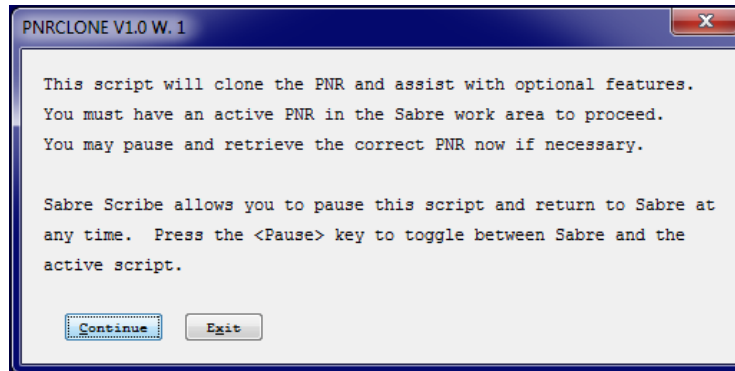 PNRCLONE V1.0 W. 1
This script will clone the PNR and assist with optional features.
You must have an active PNR in the Sabre work area to proceed.
You may pause and retrieve the correct PNR now if necessary.
Sabre Scribe allows you to pause this script and return to Sabre at
any time.  Press the <Pause> key to toggle between Sabre and the
active script.
Continue
Exit